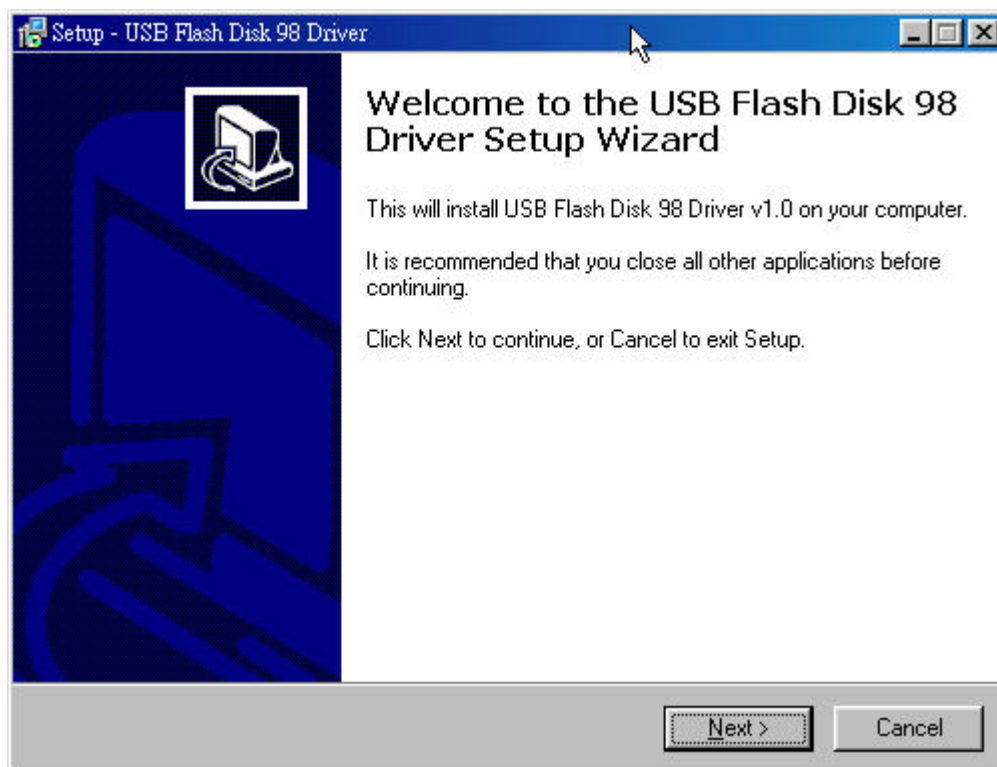 Setup - USB Flash Disk 98 Driver
Welcome to the USB Flash Disk 98
Driver Setup Wizard
This will install USB Flash Disk 98 Driver v1.0 on your computer.
It is recommended that you close all other applications before
continuing.
Click Next to continue, or Cancel to exit Setup.
Next >
Cancel